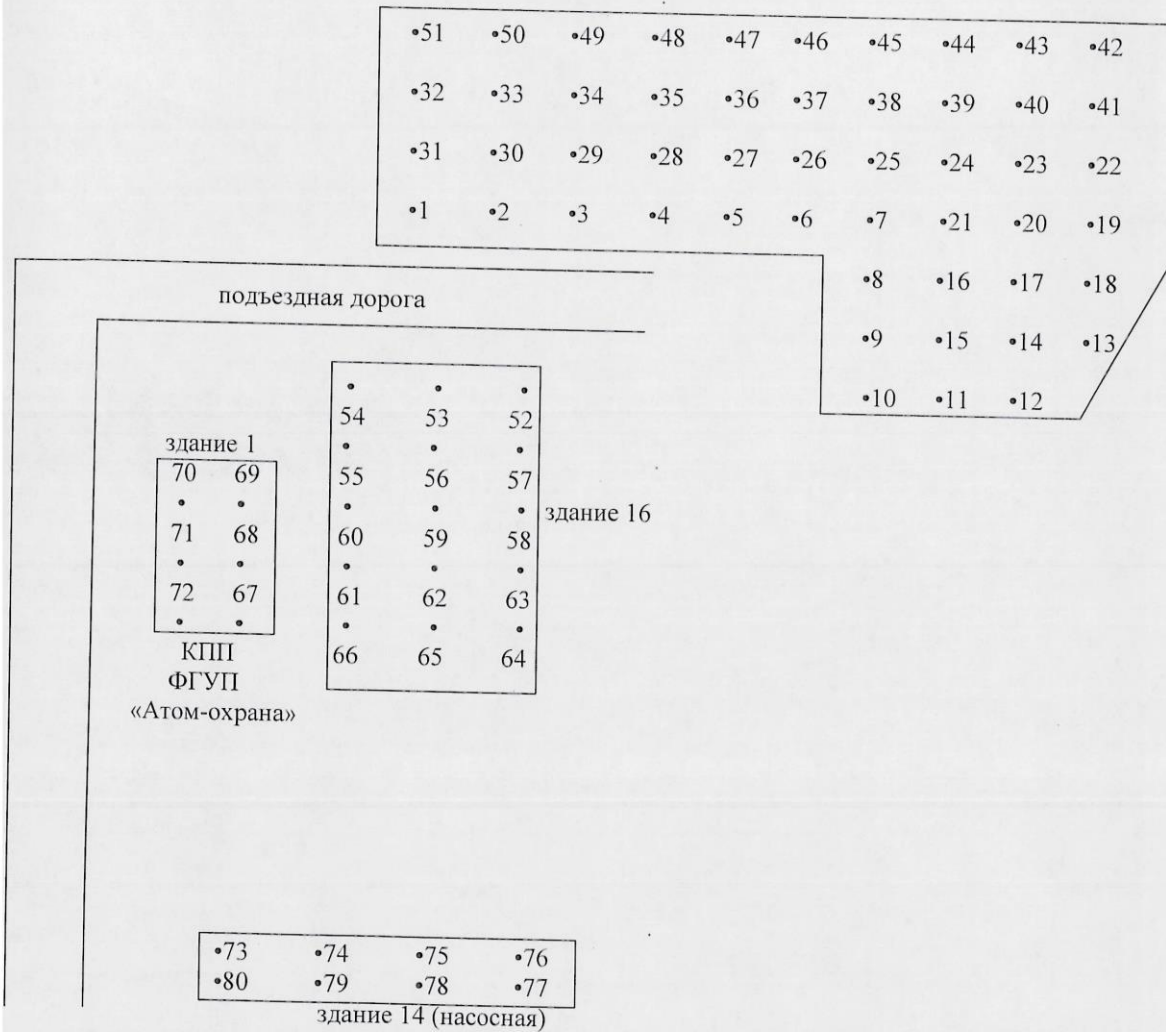 •51 •50 •49 •48 •47 •46 •45 •44 •43 •42
•32 •33 •34 •35 •36 •37 •38 •39 •40 •41
•31 •30 •29 •28 •27 •26 •25 •24 •23 •22
•1 •2 •3 •4 •5 •6 •7 •21 •20 •19
•8 •16 •17 •18
•9 •15 •14 •13
•10 •11 •12
подъездная дорога
54 53 52
55 56 57
60 59 58
61 62 63
66 65 64
здание 16
здание 1
70 69
71 68
72 67
КПП
ФГУП
«Атом-охрана»
•73 •74 •75 •76
•80 •79 •78 •77
здание 14 (насосная)